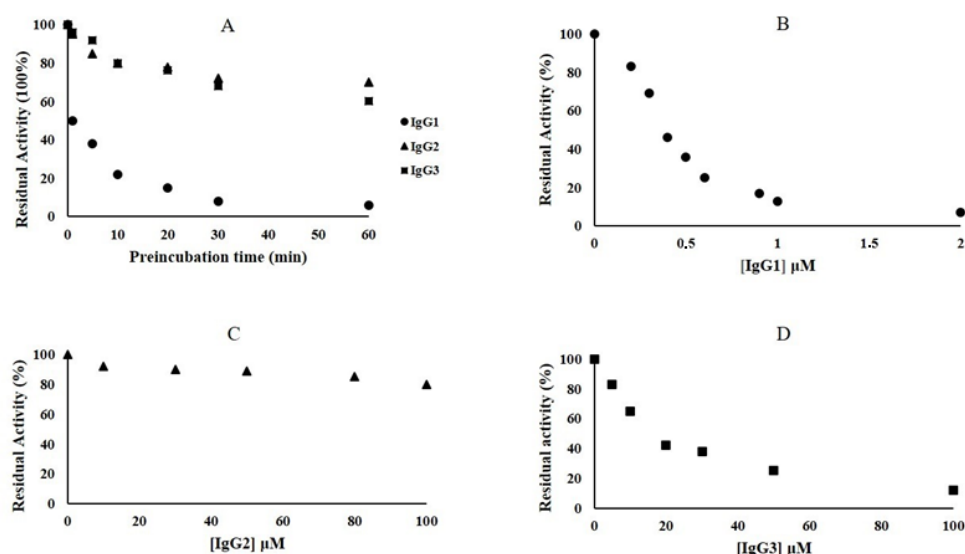 A
Residual Activity (100%)
100
80
60
40
20
0
0 10 20 30 40 50 60
Preincubation time (min)
IgG1
IgG2
IgG3
B
Residual Activity (%)
100
80
60
40
20
0
0 0.5 1 1.5 2
[IgG1] µM
C
Residual Activity (%)
100
80
60
40
20
0
0 20 40 60 80 100
[IgG2] µM
D
Residual activity (%)
100
80
60
40
20
0
0 20 40 60 80 100
[IgG3] µM